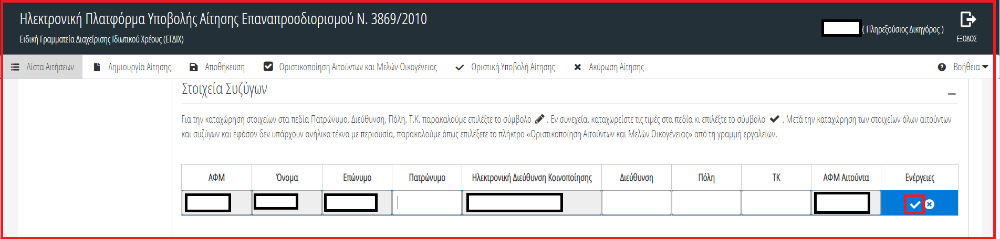 Ηλεκτρονική Πλατφόρμα Υποβολής Αίτησης Επαναπροσδιορισμού Ν. 3869/2010
Ειδική Γραμματεία Διαχείρισης Ιδιωτικού Χρέους (ΕΓΔΙΧ)
( Πληρεξούσιος Δικηγόρος )
ΕΞΟΔΟΣ
Λίστα Αιτήσεων Δημιουργία Αίτησης Αποθήκευση Οριστικοποίηση Αιτούντων και Μελών Οικογένειας Οριστική Υποβολή Αίτησης Ακύρωση Αίτησης Βοήθεια
Στοιχεία Συζύγων
Για την καταχώρηση στοιχείων στα πεδία Πατρώνυμο, Διεύθυνση, Πόλη, Τ.Κ. παρακαλούμε επιλέξτε το σύμβολο . Εν συνεχεία, καταχωρείστε τις τιμές στα πεδία κι επιλέξτε το σύμβολο . Μετά την καταχώρηση των στοιχείων όλων αιτούντων
και συζύγων και εφόσον δεν υπάρχουν ανήλικα τέκνα με περιουσία, παρακαλούμε όπως επιλέξετε το πλήκτρο «Οριστικοποίηση Αιτούντων και Μελών Οικογένειας» από τη γραμμή εργαλείων.
ΑΦΜ Όνομα Επώνυμο Πατρώνυμο Ηλεκτρονική Διεύθυνση Κοινοποίησης Διεύθυνση Πόλη ΤΚ ΑΦΜ Αιτούντα Ενέργειες